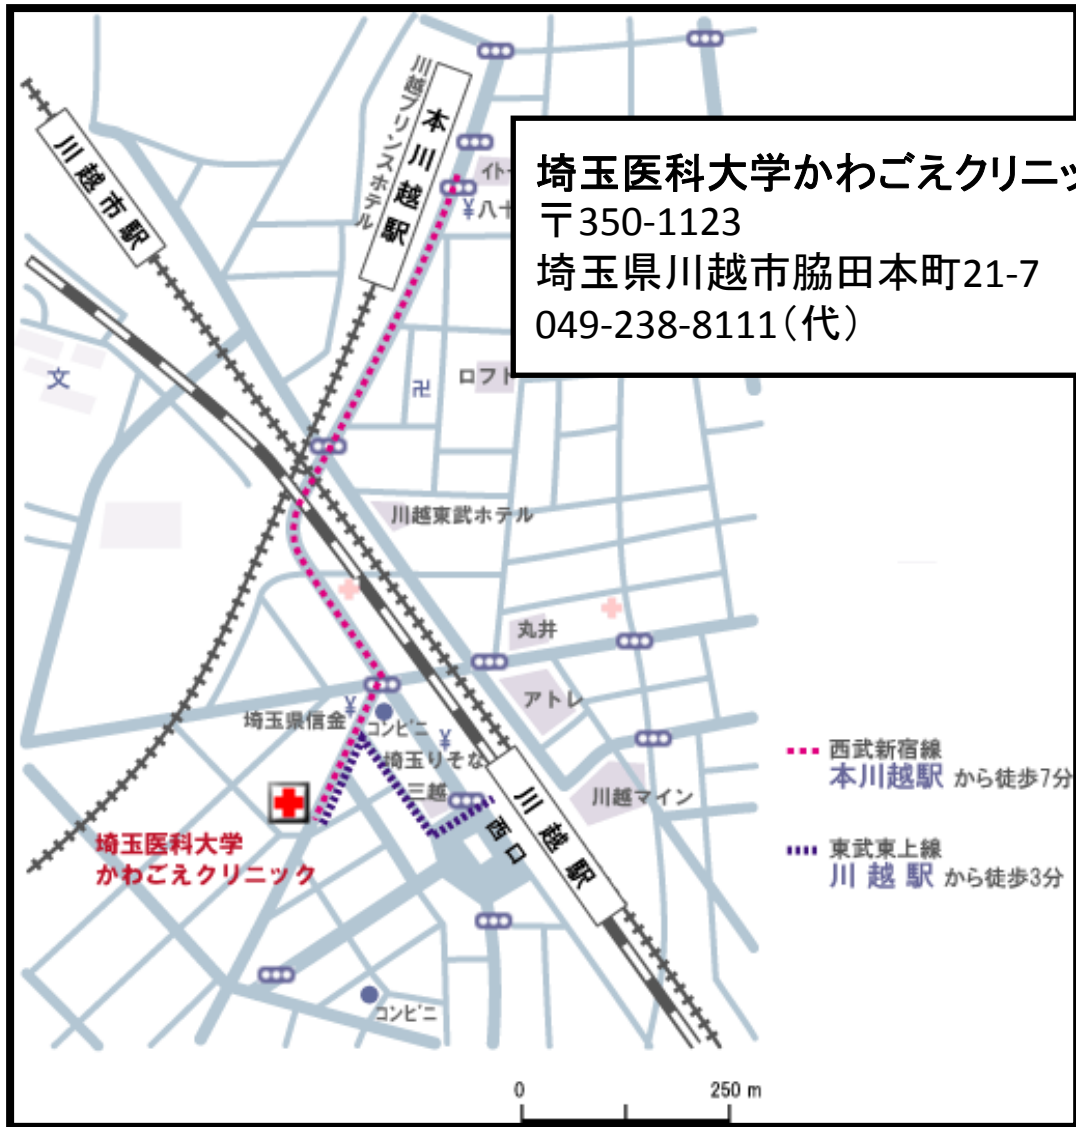 川越市駅
川越プリンスホテル
本川越駅
イト
¥八十
埼玉医科大学かわごえクリニッ
〒350-1123
埼玉県川越市脇田本町21-7
049-238-8111（代）
文
卍
ロフト
川越東武ホテル
丸井
アトレ
埼玉県信金
¥
コンビニ
¥
埼玉りそな
三越
川越マイン
川越駅
西口
埼玉医科大学
かわごえクリニック
コンビニ
西武新宿線
本川越駅 から徒歩7分
東武東上線
川越駅 から徒歩3分
0 250 m